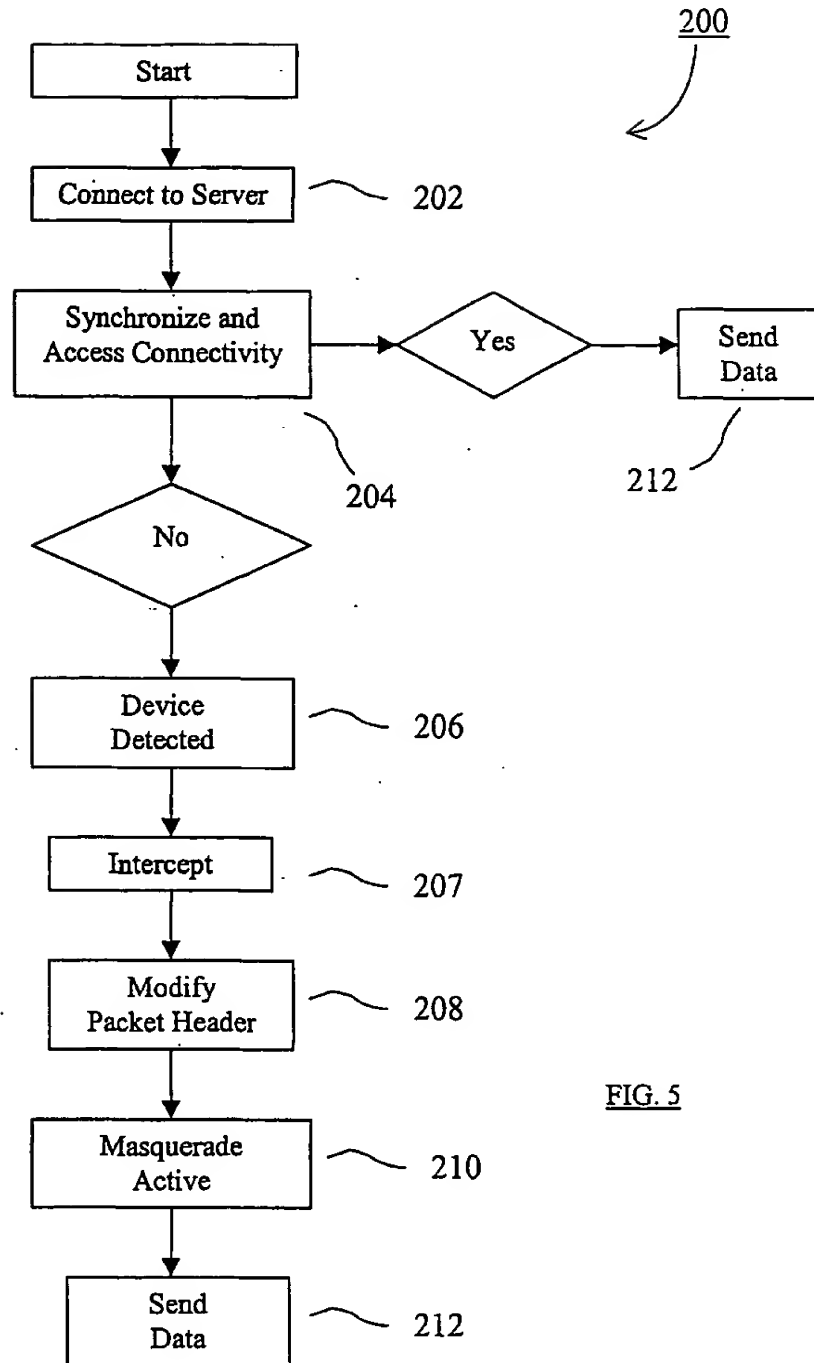 200
Start
Connect to Server
202
Synchronize and
Access Connectivity
Yes
Send
Data
204
212
No
Device
Detected
206
Intercept
207
Modify
Packet Header
208
FIG. 5
Masquerade
Active
210
Send
Data
212